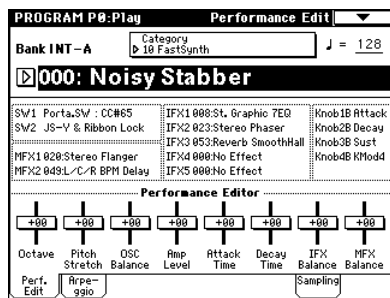 PROGRAM P0:Play Performance Edit
Bank INT-A
Category
10 FastSynth
♩ = 128
000: Noisy Stabber
SW1 Porta.SW : CC#65
SW2 JS-Y & Ribbon Lock
MFX1 020:Stereo Flanger
MFX2 049:L/C/R BPM Delay
IFX1 008:St. Graphic 7EQ
IFX2 023:Stereo Phaser
IFX3 053:Reverb SmoothHall
IFX4 000:No Effect
IFX5 000:No Effect
Knob1B Attack
Knob2B Decay
Knob3B Sust
Knob4B KMod4
Performance Editor
+00 +00 +00 +00 +00 +00 +00 +00
Octave Pitch Stretch OSC Balance Amp Level Attack Time Decay Time IFX Balance MFX Balance
Perf. Edit Arpe-ggio Sampling